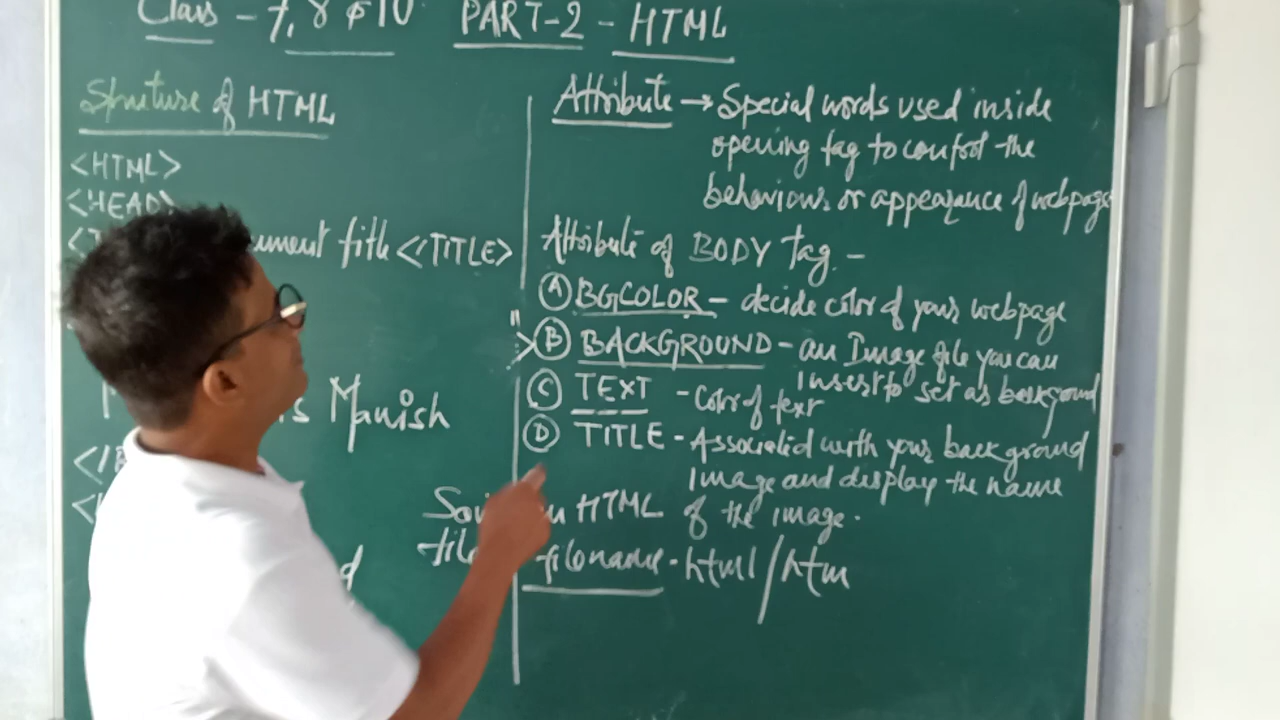 Class - 7, 8 & 10 PART-2 - HTML
Struture of HTML
<HTML>
<HEAD>
<T ument title </TITLE>
is Manish
</B
<
Attribute → Special words used inside
opening tag to control the
behaviour or appearance of webpage
Attribute of BODY tag. -
(A) BGCOLOR - decide color of your webpage
(B) BACKGROUND - an Image file you can
insert to set as background
(C) TEXT - Color of text
(D) TITLE - Associated with your background
image and display the name
of the image.
HTML
file filename.html/htm